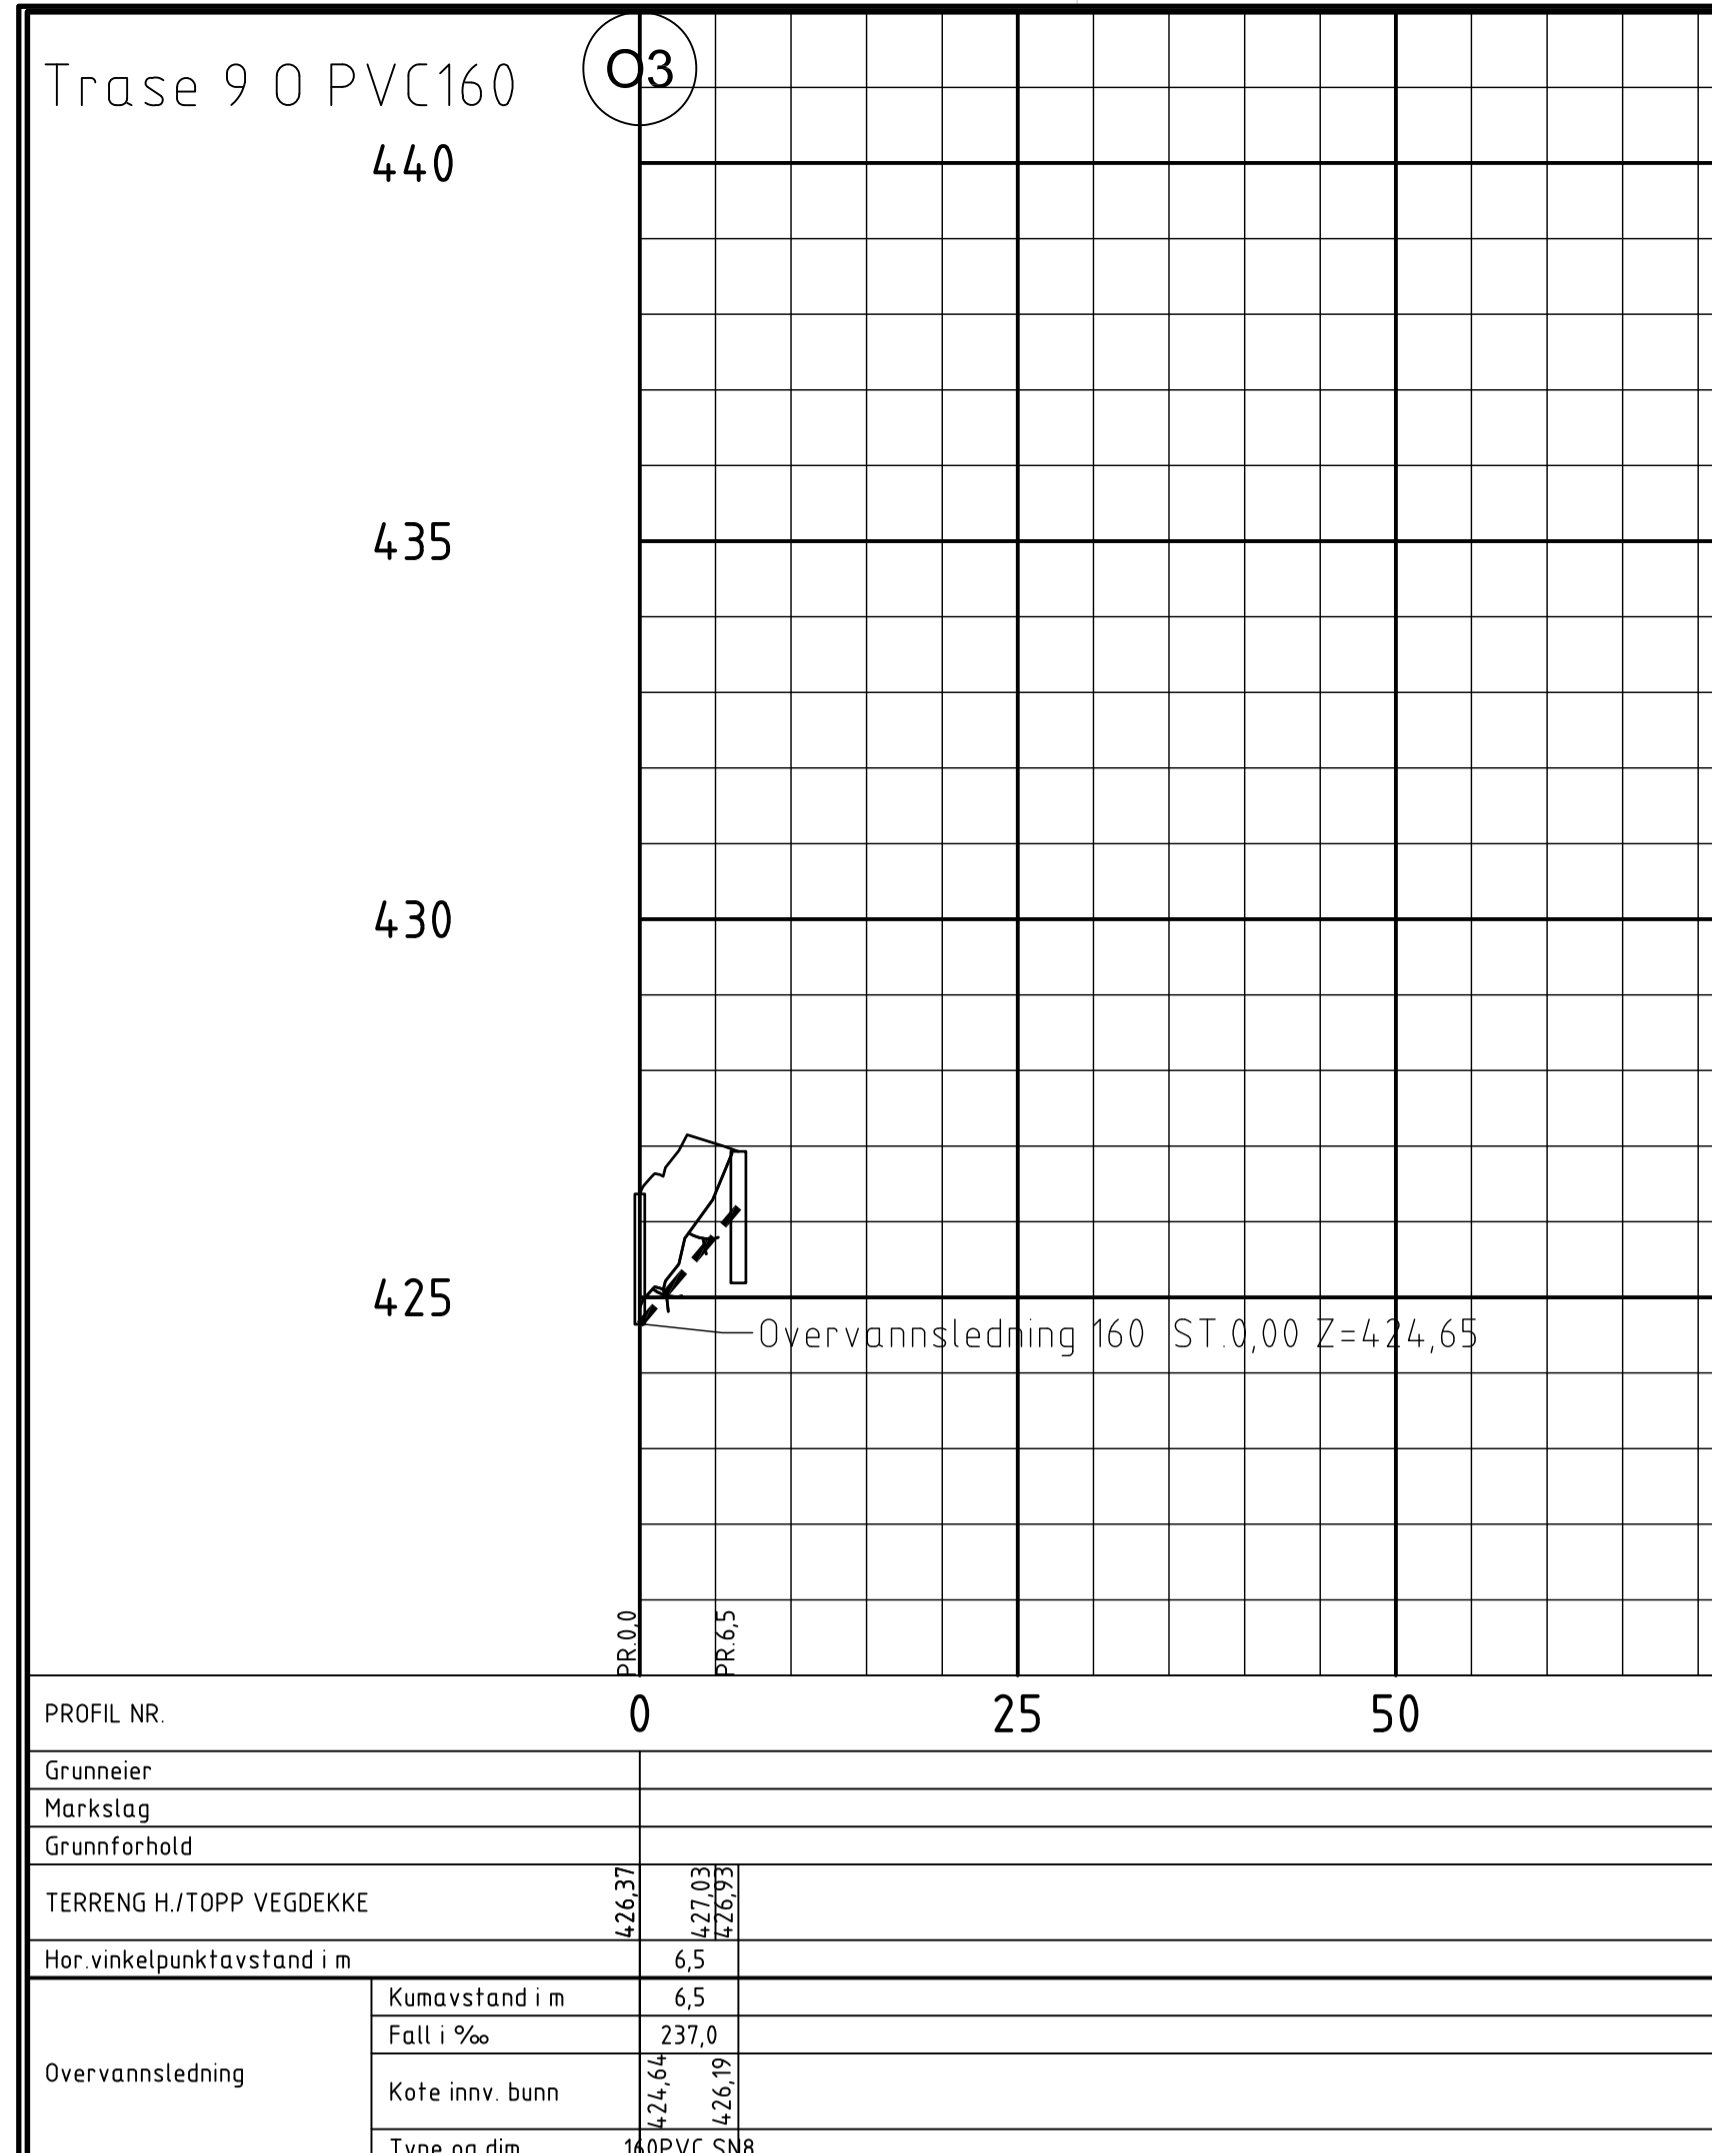 Trase 9 O PVC160
O3
440
435
430
425
Overvannsledning 160 ST.0,00 Z=424,65
PR.0,0
PR.6,5
PROFIL NR.
0
25
50
Grunneier
Markslag
Grunnforhold
TERRENG H./TOPP VEGDEKKE
426,37
427,03
426,93
Hor.vinkelpunktavstand i m
6,5
Overvannsledning
Kumavstand i m
6,5
Fall i ‰
237,0
Kote innv. bunn
424,64
426,19
Type og dim
160PVC SN8